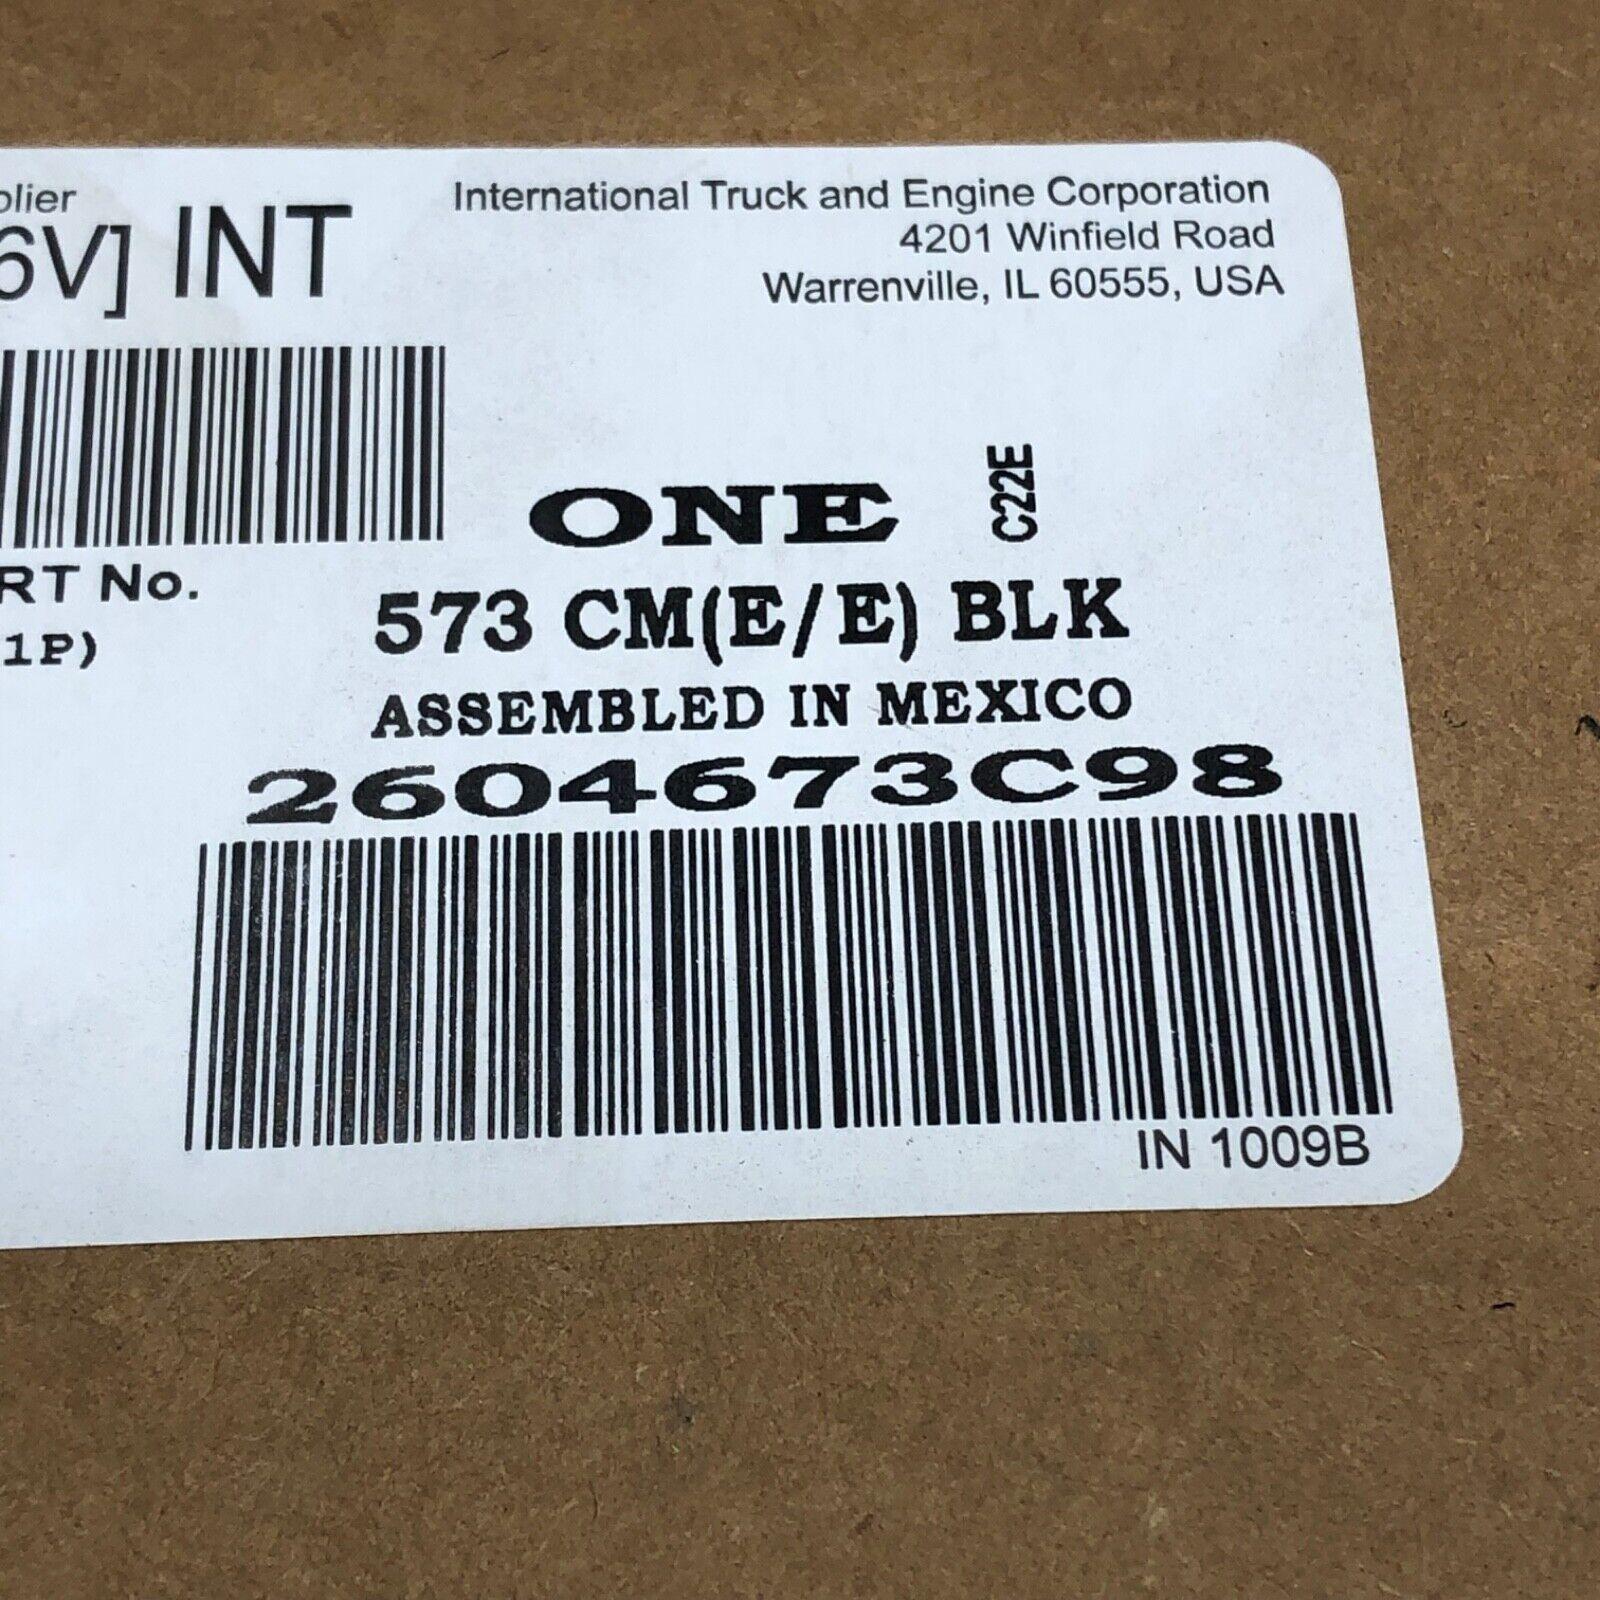 International Truck and Engine Corporation
4201 Winfield Road
Warrenville, IL 60555, USA
6V] INT
ONE
C22E
No.
573 CM(E/E) BLK
1P)
ASSEMBLED IN MEXICO
2604673C98
IN 1009B